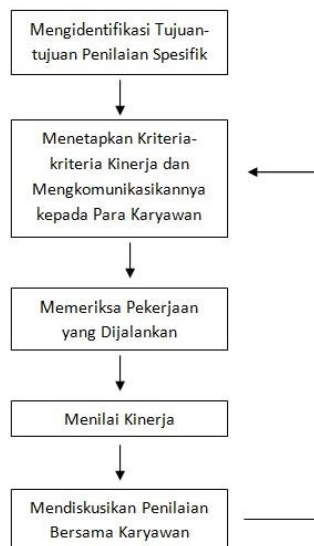 Mengidentifikasi Tujuan-
tujuan Penilaian Spesifik
Menetapkan Kriteria-
kriteria Kinerja dan
Mengkomunikasikannya
kepada Para Karyawan
Memeriksa Pekerjaan
yang Dijalankan
Menilai Kinerja
Mendiskusikan Penilaian
Bersama Karyawan